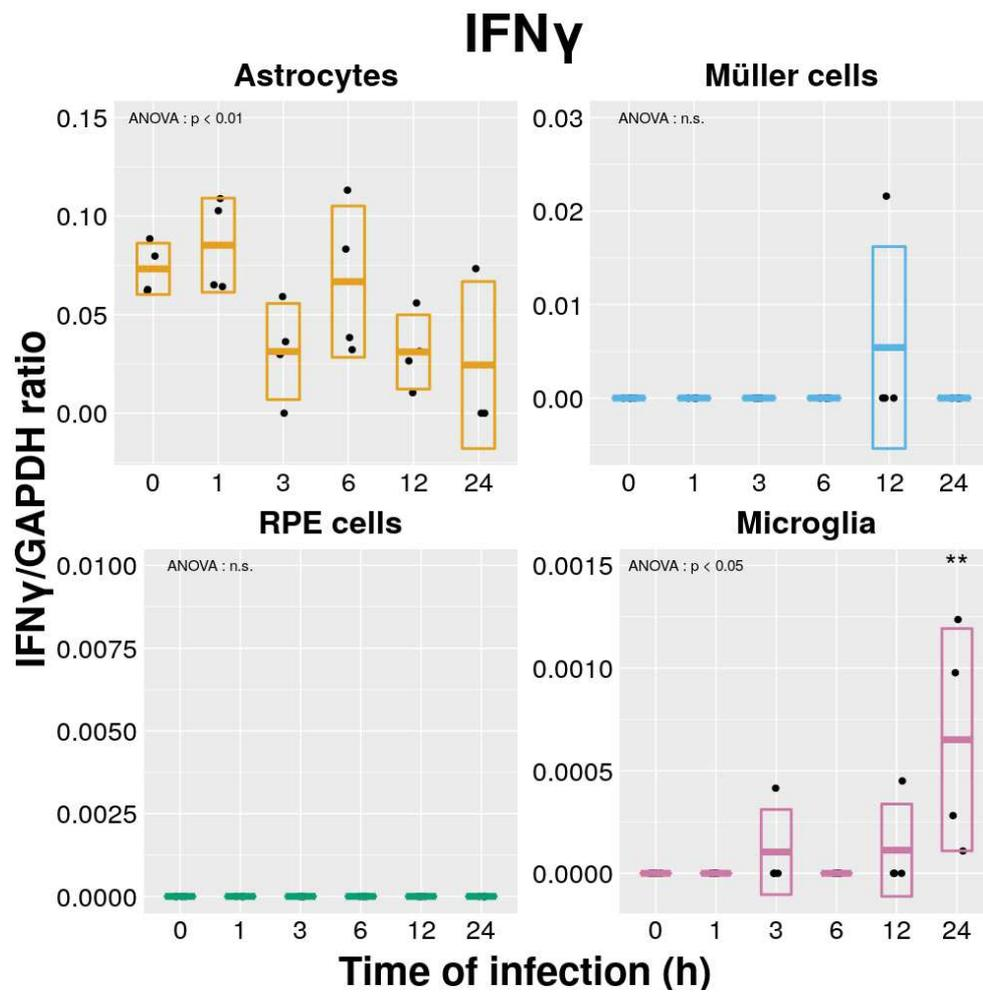 IFNγ
Astrocytes
Müller cells
IFNγ/GAPDH ratio
0.15
0.10
0.05
0.00
ANOVA : p < 0.01
0 1 3 6 12 24
0.03
0.02
0.01
0.00
ANOVA : n.s.
0 1 3 6 12 24
RPE cells
Microglia
0.0100
0.0075
0.0050
0.0025
0.0000
ANOVA : n.s.
0 1 3 6 12 24
0.0015
0.0010
0.0005
0.0000
ANOVA : p < 0.05
**
0 1 3 6 12 24
Time of infection (h)